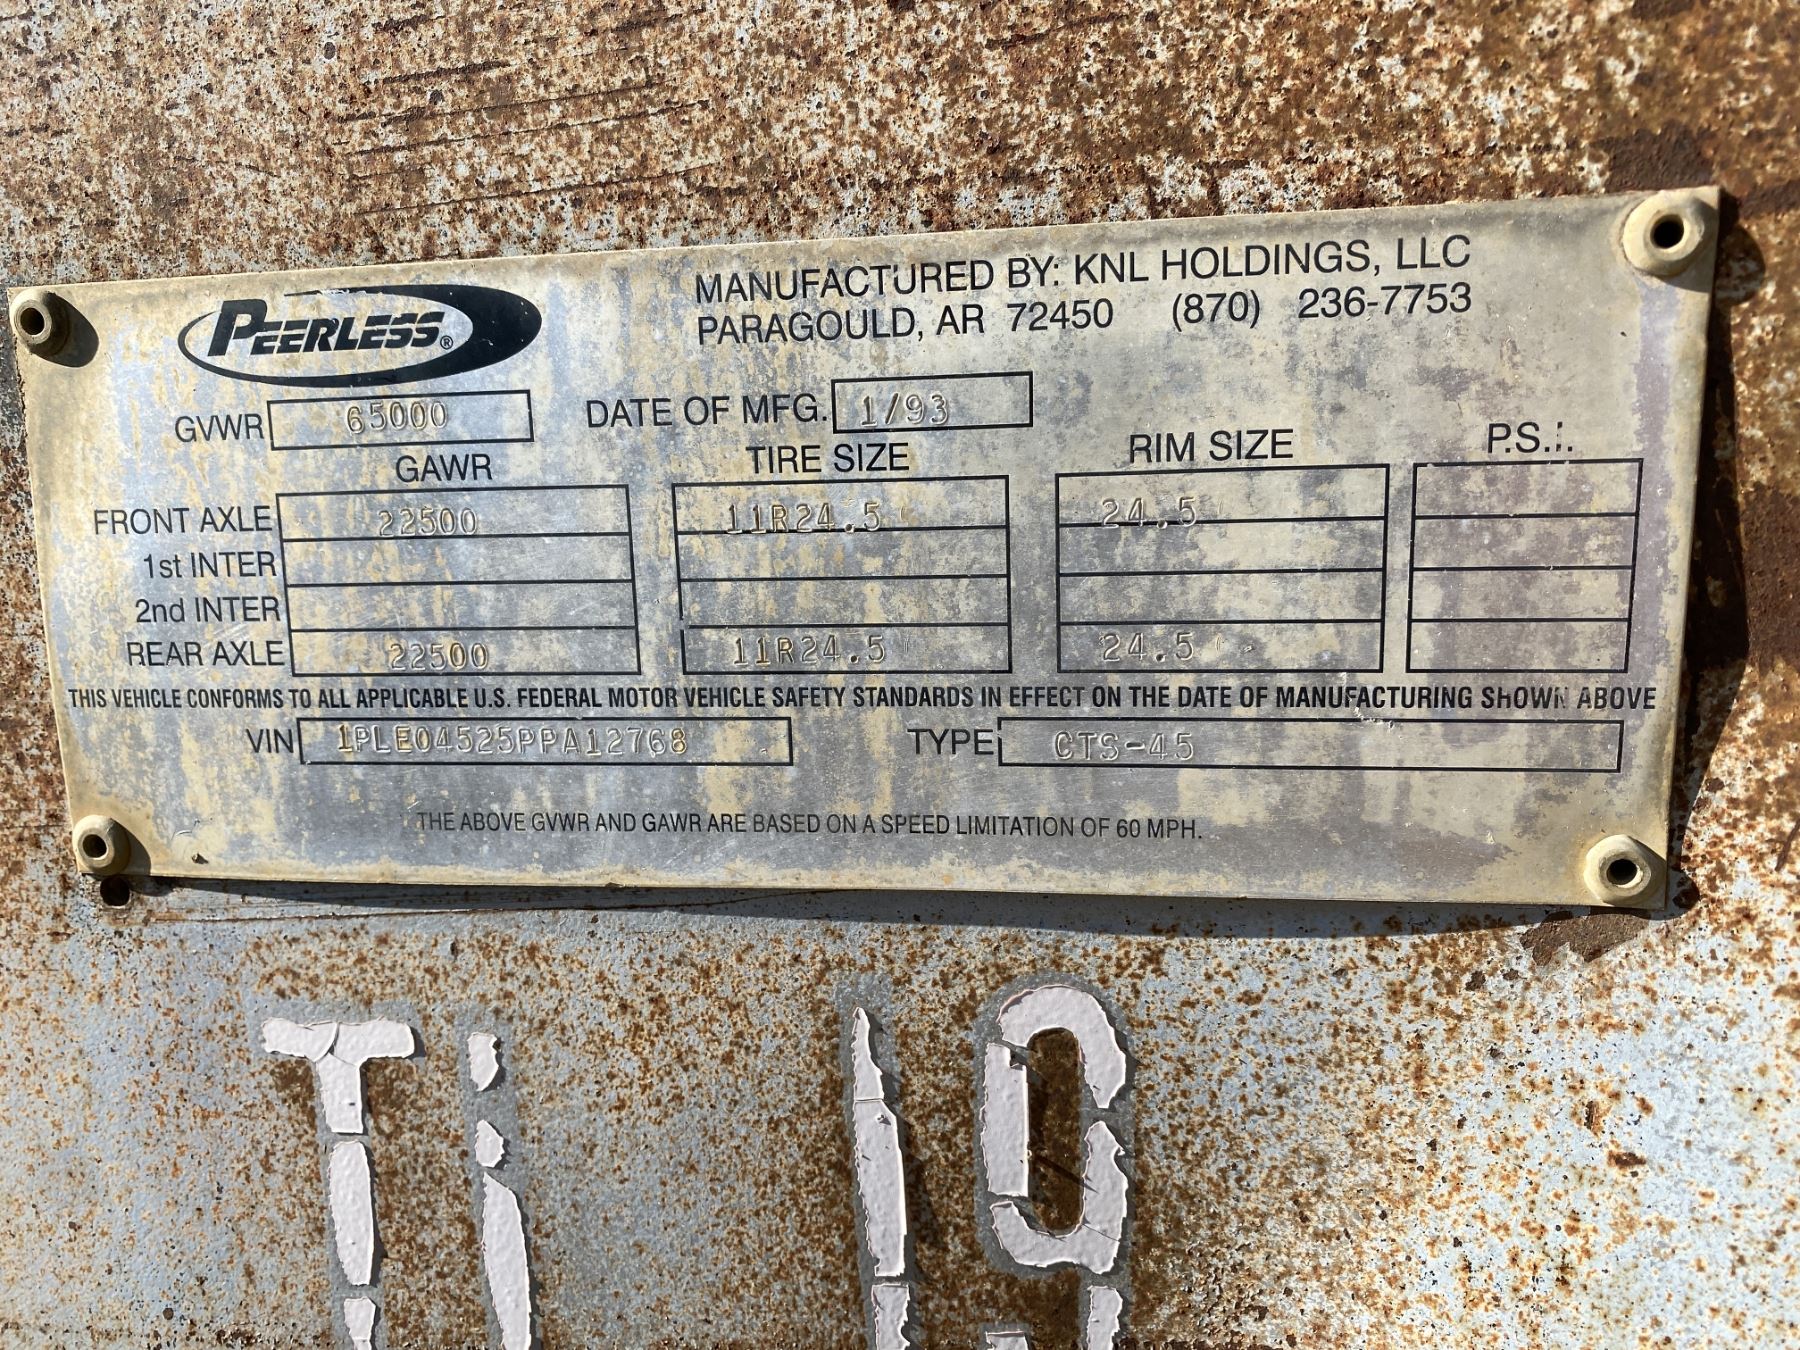 PEERLESS®
MANUFACTURED BY: KNL HOLDINGS, LLC
PARAGOULD, AR 72450 (870) 236-7753
GVWR 65000 DATE OF MFG. 1/93
GAWR TIRE SIZE RIM SIZE P.S.I.
FRONT AXLE 22500 11R24.5 24.5
1st INTER
2nd INTER
REAR AXLE 22500 11R24.5 24.5
THIS VEHICLE CONFORMS TO ALL APPLICABLE U.S. FEDERAL MOTOR VEHICLE SAFETY STANDARDS IN EFFECT ON THE DATE OF MANUFACTURING SHOWN ABOVE
VIN 1PLE04525PPA12768 TYPE CTS-45
THE ABOVE GVWR AND GAWR ARE BASED ON A SPEED LIMITATION OF 60 MPH.